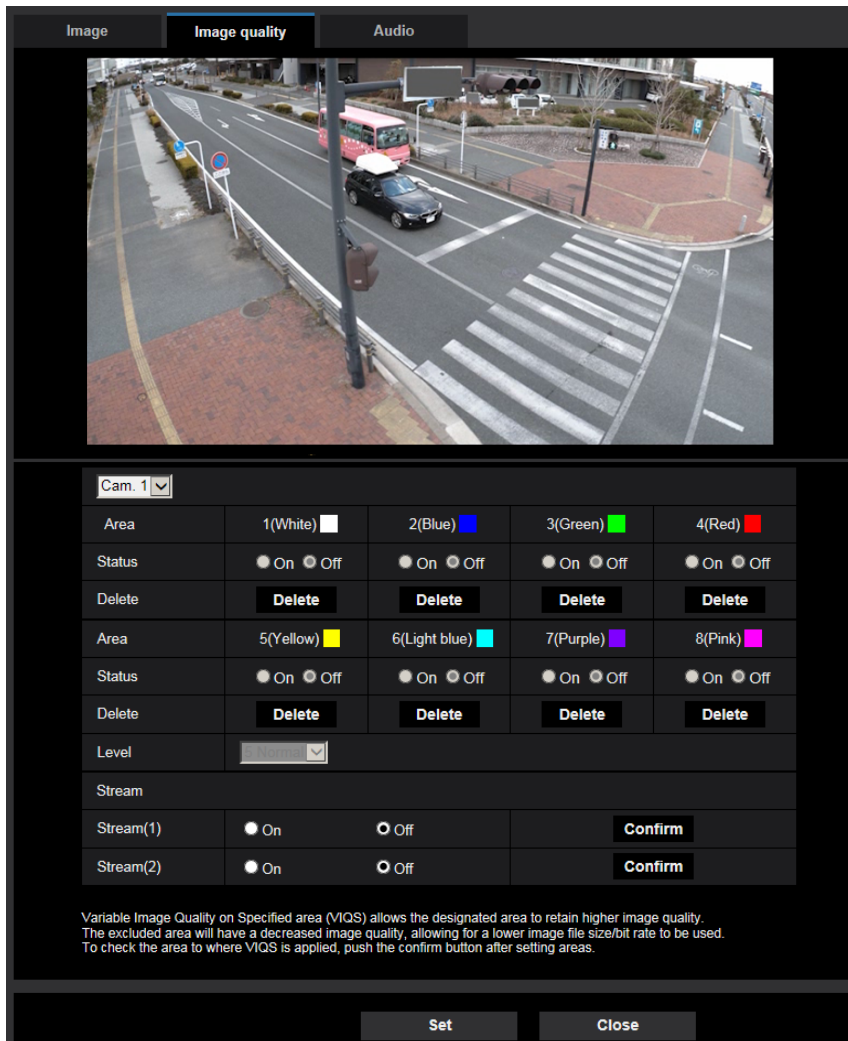 Image Image quality Audio
Cam. 1
Area 1(White) 2(Blue) 3(Green) 4(Red)
Status On Off On Off On Off On Off
Delete Delete Delete Delete Delete
Area 5(Yellow) 6(Light blue) 7(Purple) 8(Pink)
Status On Off On Off On Off On Off
Delete Delete Delete Delete Delete
Level 5 Normal
Stream
Stream(1) On Off Confirm
Stream(2) On Off Confirm
Variable Image Quality on Specified area (VIQS) allows the designated area to retain higher image quality.
The excluded area will have a decreased image quality, allowing for a lower image file size/bit rate to be used.
To check the area to where VIQS is applied, push the confirm button after setting areas.
Set Close